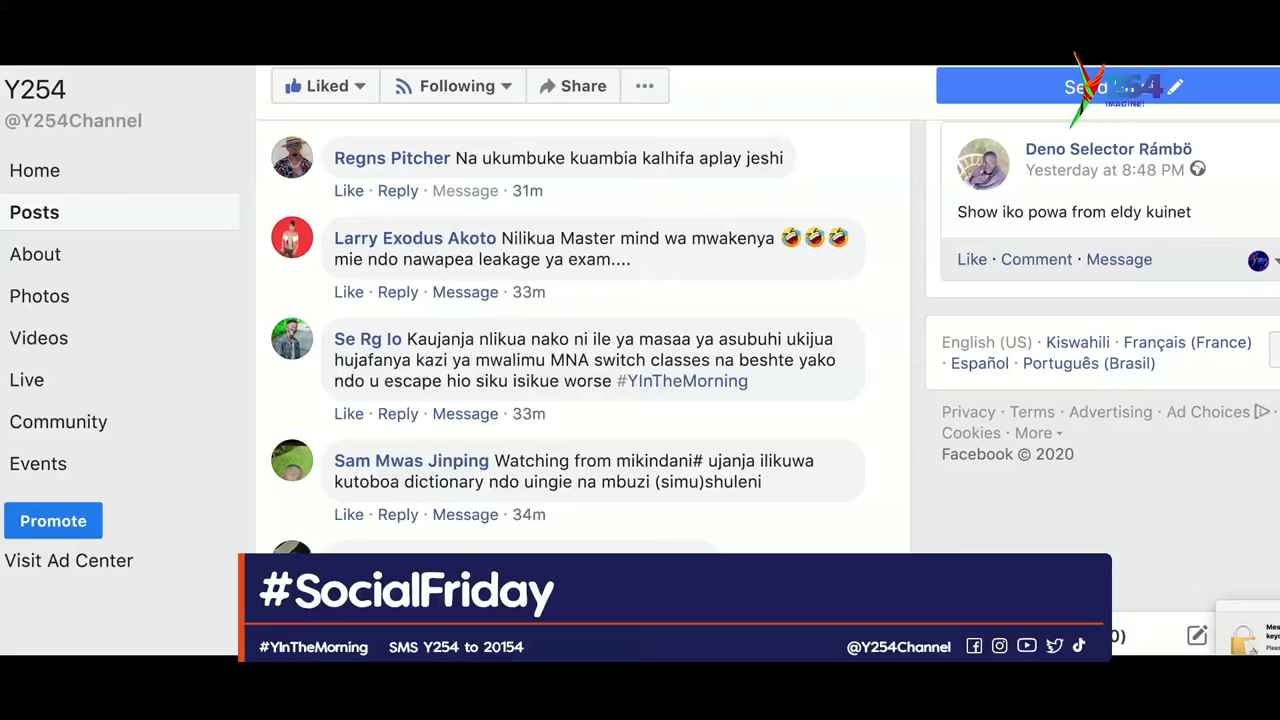 Y254
@Y254Channel
Home
Posts
About
Photos
Videos
Live
Community
Events
Promote
Visit Ad Center
Liked
Following
Share
Regns Pitcher Na ukumbuke kuambia kalhifa aplay jeshi
Like · Reply · Message · 31m
Larry Exodus Akoto Nilikua Master mind wa mwakenya 🤣🤣🤣
mie ndo nawapea leakage ya exam....
Like · Reply · Message · 33m
Se Rg Io Kaujanja nlikua nako ni ile ya masaa ya asubuhi ukijua
hujafanya kazi ya mwalimu MNA switch classes na beshte yako
ndo u escape hio siku isikue worse #YInTheMorning
Like · Reply · Message · 33m
Sam Mwas Jinping Watching from mikindani# ujanja ilikuwa
kutoboa dictionary ndo uingie na mbuzi (simu)shuleni
Like · Reply · Message · 34m
Y254
IMAGINE!
Deno Selector Rámbö
Yesterday at 8:48 PM
Show iko powa from eldy kuinet
Like · Comment · Message
English (US) · Kiswahili · Français (France)
· Español · Português (Brasil)
Privacy · Terms · Advertising · Ad Choices ·
Cookies · More
Facebook © 2020
#SocialFriday
#YInTheMorning SMS Y254 to 20154
@Y254Channel
0)